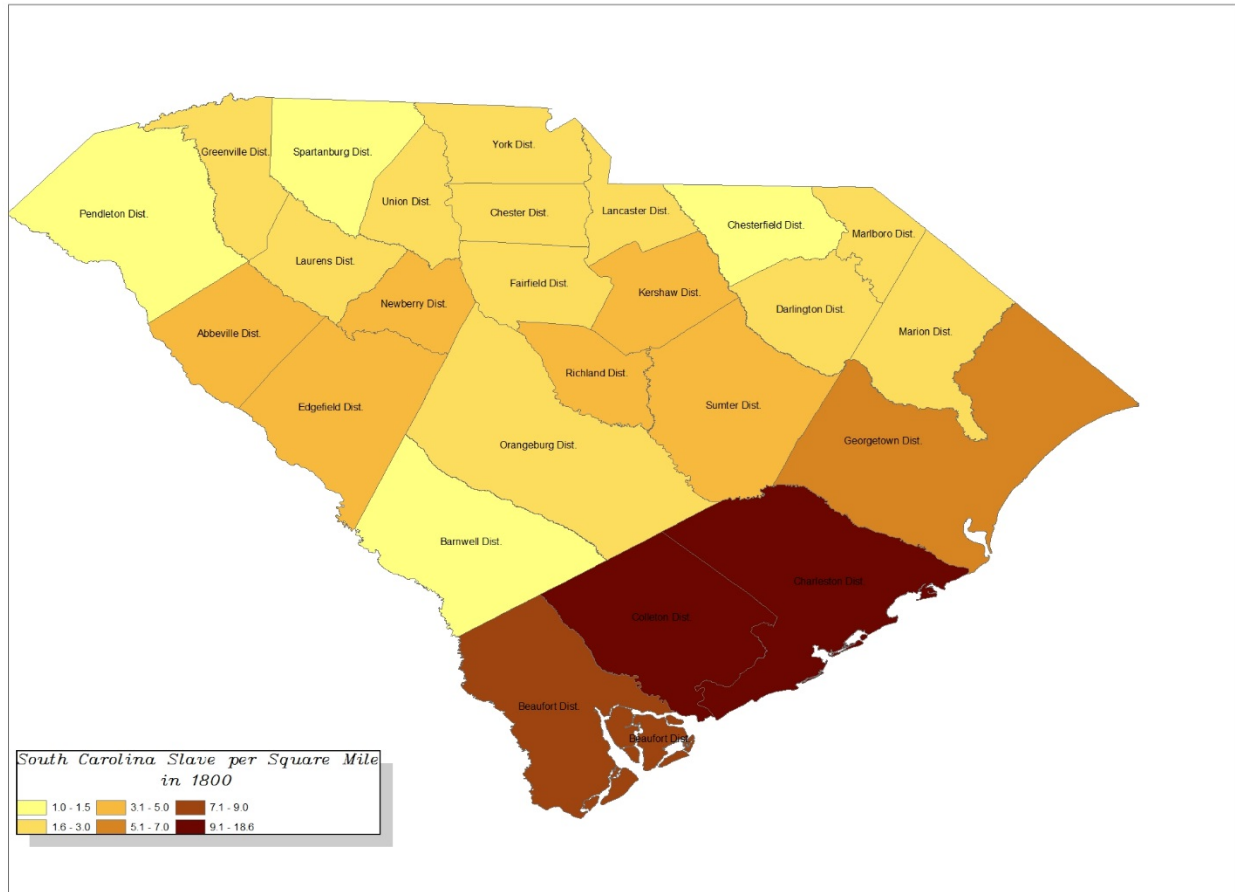 Greenville Dist.
Spartanburg Dist.
York Dist.
Pendleton Dist.
Union Dist.
Chester Dist.
Lancaster Dist.
Chesterfield Dist.
Marlboro Dist.
Laurens Dist.
Newberry Dist.
Fairfield Dist.
Kershaw Dist.
Darlington Dist.
Marion Dist.
Abbeville Dist.
Richland Dist.
Edgefield Dist.
Sumter Dist.
Orangeburg Dist.
Georgetown Dist.
Barnwell Dist.
Charleston Dist.
Colleton Dist.
Beaufort Dist.
Beaufort Dist.
South Carolina Slave per Square Mile
in 1800
1.0 - 1.5 3.1 - 5.0 7.1 - 9.0
1.6 - 3.0 5.1 - 7.0 9.1 - 18.6